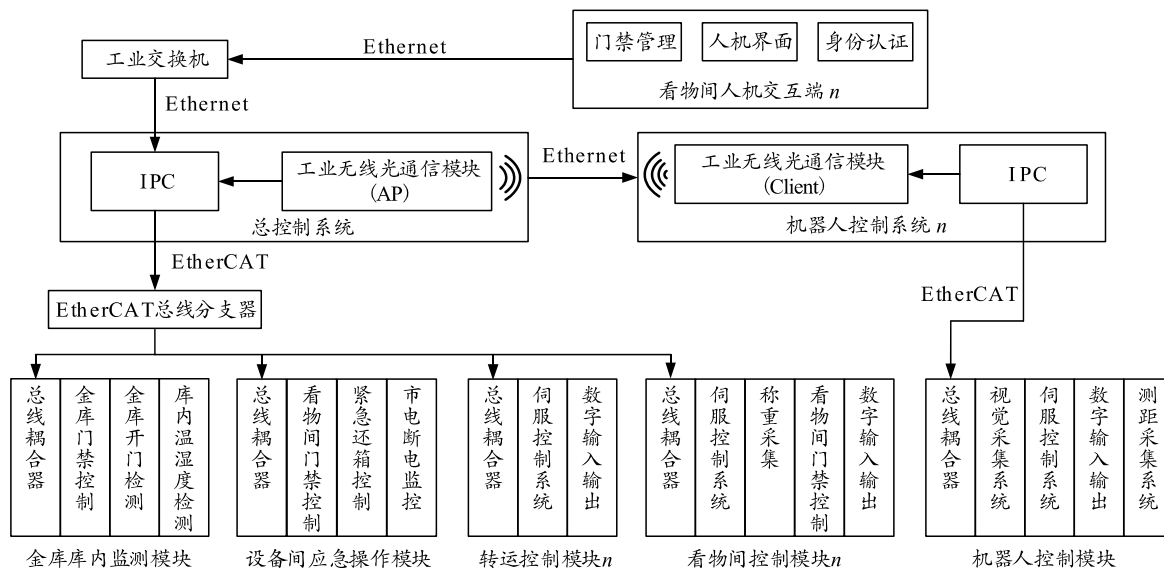 门禁管理 人机界面 身份认证
看物间人机交互端 n
Ethernet
工业交换机
Ethernet
IPC
工业无线光通信模块
(AP)
总控制系统
Ethernet
工业无线光通信模块
(Client)
IPC
机器人控制系统 n
EtherCAT
EtherCAT总线分支器
EtherCAT
总线耦合器
金库门禁控制
金库开门检测
库内温湿度检测
金库库内监测模块
总线耦合器
看物间门禁控制
紧急还箱控制
市电断电监控
设备间应急操作模块
总线耦合器
伺服控制系统
数字输入输出
转运控制模块n
总线耦合器
伺服控制系统
称重采集
看物间门禁控制
数字输入输出
看物间控制模块n
总线耦合器
视觉采集系统
伺服控制系统
数字输入输出
测距采集系统
机器人控制模块